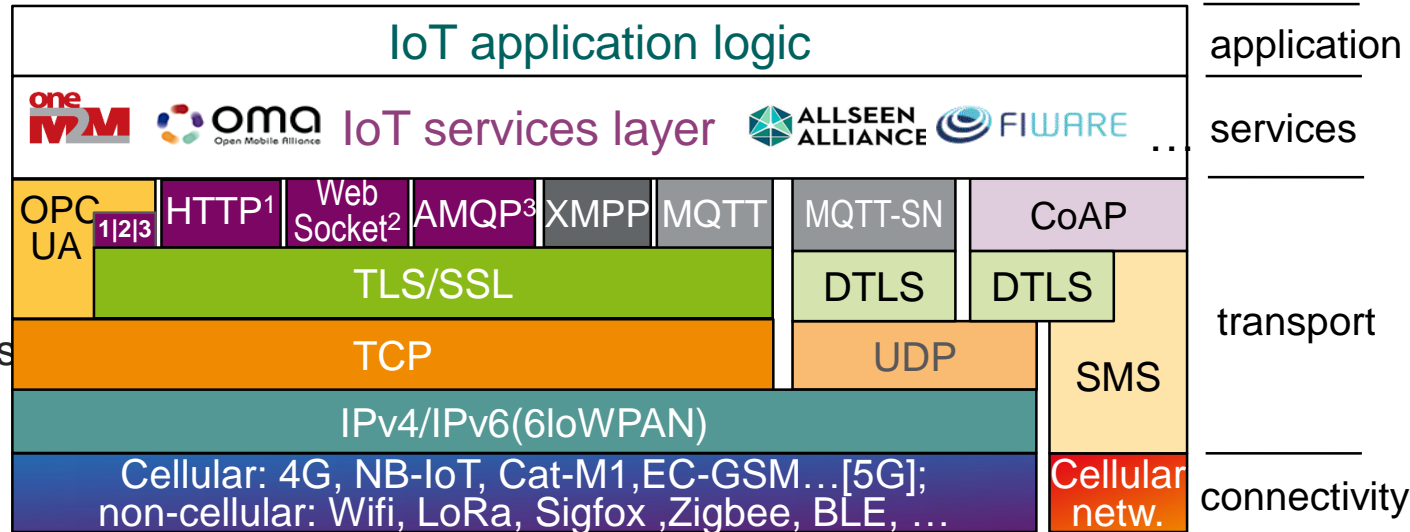 IoT application logic
application
one M2M
oma
Open Mobile Alliance
IoT services layer
ALLSEEN
ALLIANCE
FIWARE
...
services
OPC
UA
1|2|3
HTTP¹
Web
Socket²
AMQP³
XMPP
MQTT
MQTT-SN
CoAP
TLS/SSL
DTLS
DTLS
transport
s
TCP
UDP
SMS
IPv4/IPv6(6loWPAN)
Cellular: 4G, NB-IoT, Cat-M1,EC-GSM…[5G];
non-cellular: Wifi, LoRa, Sigfox ,Zigbee, BLE, …
Cellular
netw.
connectivity